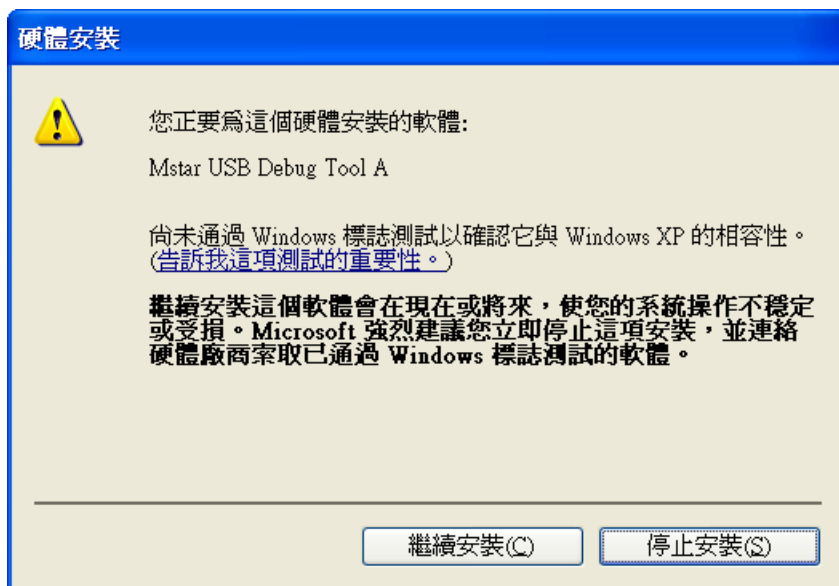 硬體安裝
您正要為這個硬體安裝的軟體:
Mstar USB Debug Tool A
尚未通過 Windows 標誌測試以確認它與 Windows XP 的相容性。
(告訴我這項測試的重要性。)
繼續安裝這個軟體會在現在或將來，使您的系統操作不穩定
或受損。Microsoft 強烈建議您立即停止這項安裝，並連絡
硬體廠商索取已通過 Windows 標誌測試的軟體。
繼續安裝(C)
停止安裝(S)